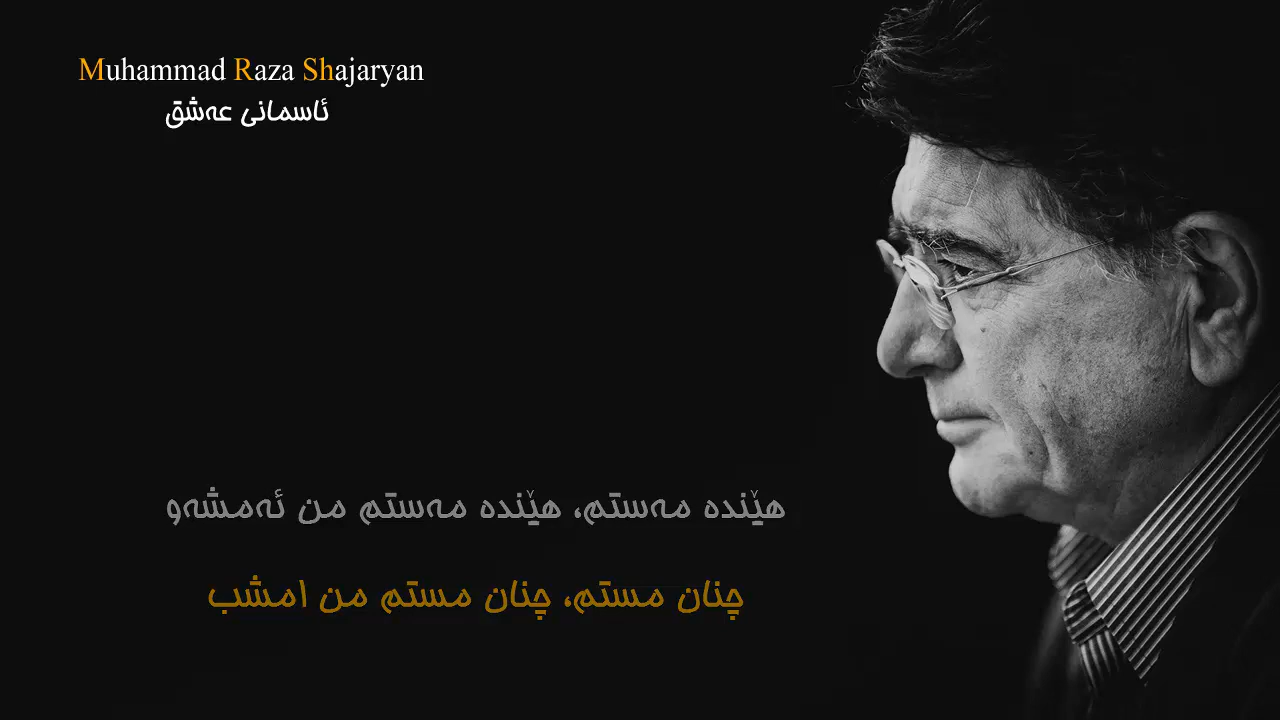 Muhammad Raza Shajaryan
ئاسمانی عەشق
هێندە مەستم، هێندە مەستم من ئەمشەو
چنان مستم، چنان مستم من امشب